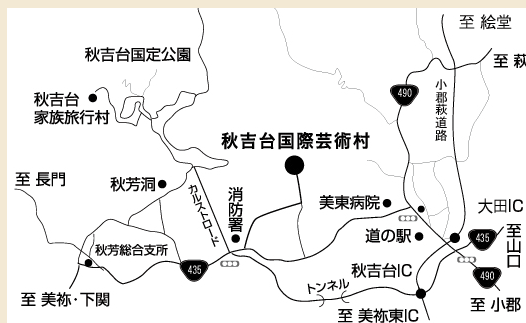 至 絵堂
秋吉台国定公園
至 萩
490
小郡萩道路
秋吉台
家族旅行村
秋吉台国際芸術村
至 長門
秋芳洞
カルストロード
消防署
美東病院
大田IC
道の駅
435
至 山口
秋芳総合支所
435
秋吉台IC
490
トンネル
至 美祢・下関
至 小郡
至 美祢東IC